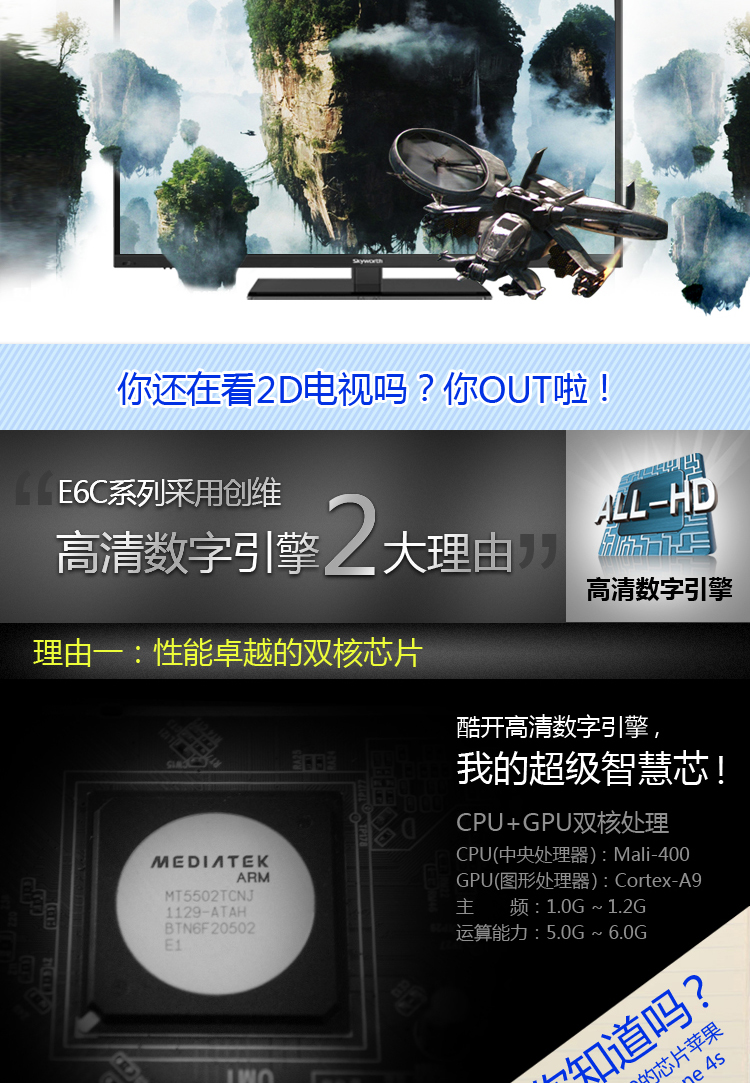 Skyworth
你还在看2D电视吗？你OUT啦！
“E6C系列采用创维
高清数字引擎2大理由”
ALL-HD
高清数字引擎
理由一：性能卓越的双核芯片
酷开高清数字引擎，
我的超级智慧芯！
CPU+GPU双核处理
CPU(中央处理器)：Mali-400
GPU(图形处理器)：Cortex-A9
主 频：1.0G ~ 1.2G
运算能力：5.0G ~ 6.0G
MEDIATEK
ARM
MT5502TCNJ
1129-ATAH
BTN6F20502
E1
知道吗？
的芯片苹果
4s